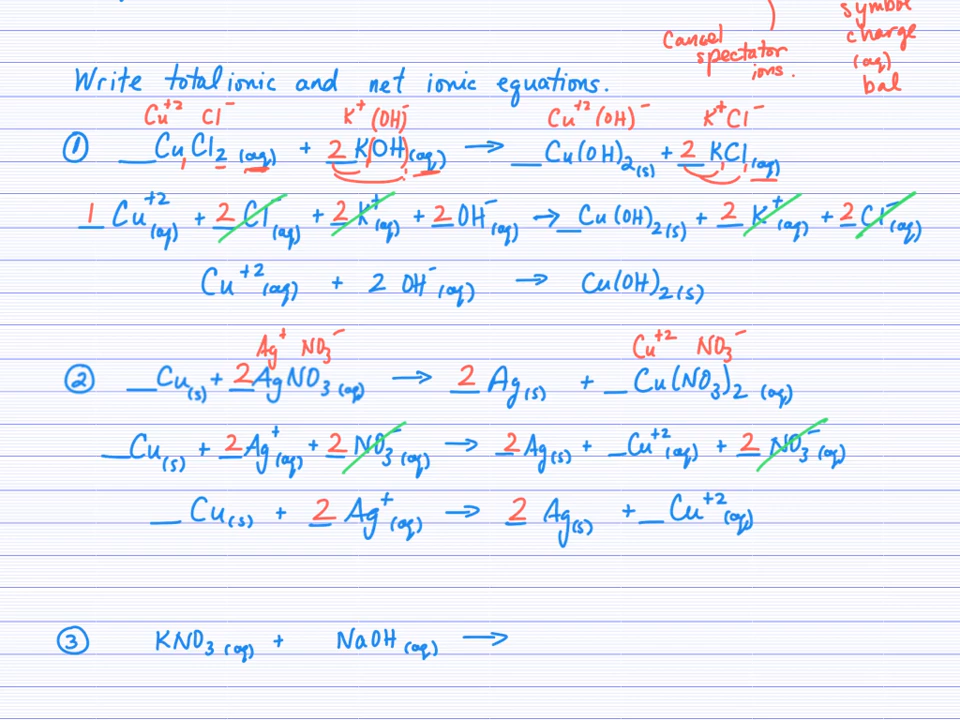 Cancel spectator ions.
symbol charge (aq) bal
Write total ionic and net ionic equations.
Cu⁺² Cl⁻ K⁺ (OH)⁻ Cu⁺² (OH)⁻ K⁺ Cl⁻
① __CuCl₂ (aq) + 2 KOH (aq) → __Cu(OH)₂ (s) + 2 KCl (aq)
1 Cu⁺² (aq) + 2 Cl⁻ (aq) + 2 K⁺ (aq) + 2 OH⁻ (aq) → __Cu(OH)₂ (s) + 2 K⁺ (aq) + 2 Cl⁻ (aq)
Cu⁺² (aq) + 2 OH⁻ (aq) → Cu(OH)₂ (s)
Ag⁺ NO₃⁻ Cu⁺² NO₃⁻
② __Cu (s) + 2 AgNO₃ (aq) → 2 Ag (s) + __Cu(NO₃)₂ (aq)
__Cu (s) + 2 Ag⁺ (aq) + 2 NO₃⁻ (aq) → 2 Ag (s) + __Cu⁺² (aq) + 2 NO₃⁻ (aq)
__Cu (s) + 2 Ag⁺ (aq) → 2 Ag (s) + __Cu⁺² (aq)
③ KNO₃ (aq) + NaOH (aq) →